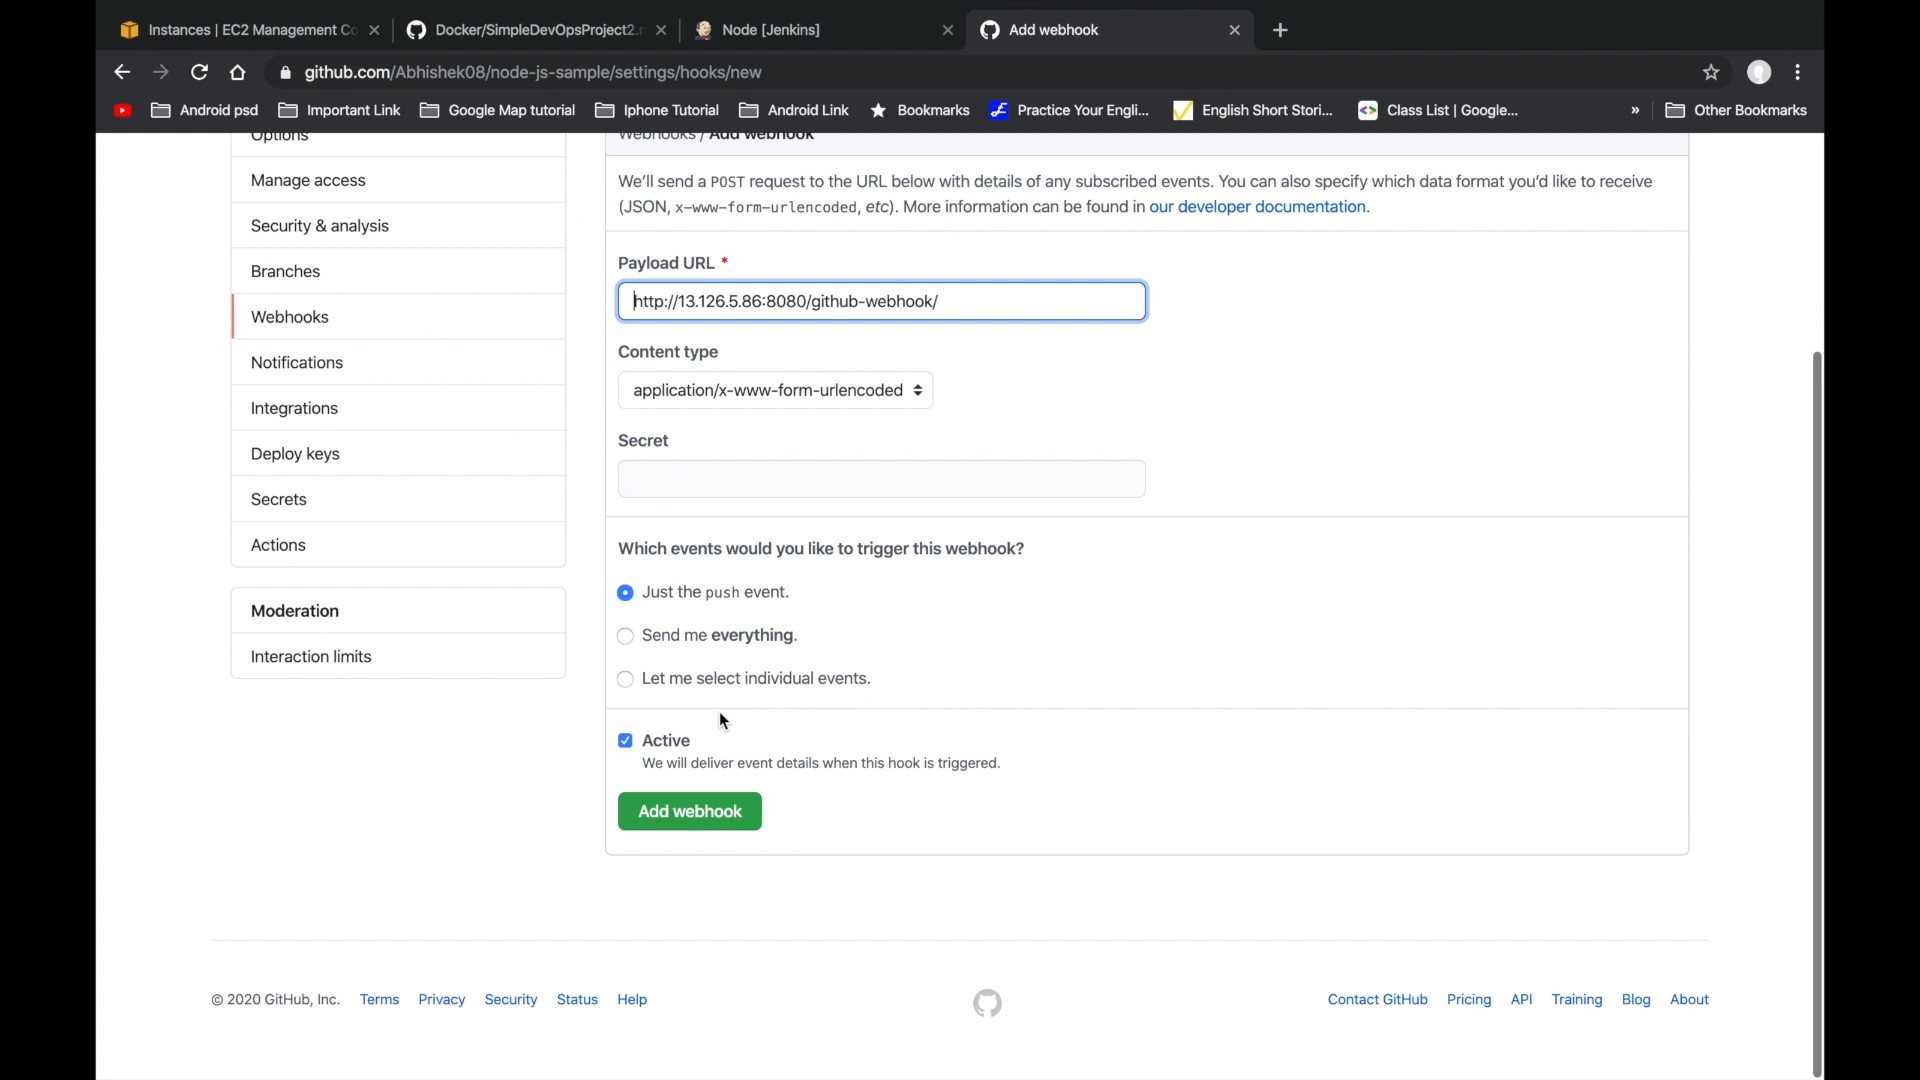 Instances | EC2 Management Co
Docker/SimpleDevOpsProject2.
Node [Jenkins]
Add webhook
github.com/Abhishek08/node-js-sample/settings/hooks/new
Android psd
Important Link
Google Map tutorial
Iphone Tutorial
Android Link
Bookmarks
Practice Your Engli...
English Short Stori...
Class List | Google...
»
Other Bookmarks
Options
Manage access
Security & analysis
Branches
Webhooks
Notifications
Integrations
Deploy keys
Secrets
Actions
Moderation
Interaction limits
Webhooks / Add webhook
We'll send a POST request to the URL below with details of any subscribed events. You can also specify which data format you'd like to receive
(JSON, x-www-form-urlencoded, etc). More information can be found in our developer documentation.
Payload URL *
http://13.126.5.86:8080/github-webhook/
Content type
application/x-www-form-urlencoded
Secret
Which events would you like to trigger this webhook?
Just the push event.
Send me everything.
Let me select individual events.
Active
We will deliver event details when this hook is triggered.
Add webhook
© 2020 GitHub, Inc.
Terms
Privacy
Security
Status
Help
Contact GitHub
Pricing
API
Training
Blog
About